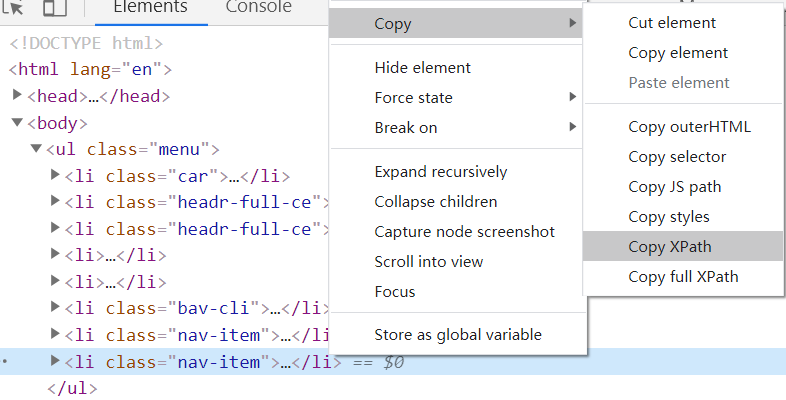 Elements Console
<!DOCTYPE html>
<html lang="en">
<head>…</head>
<body>
<ul class="menu">
<li class="car">…</li>
<li class="headr-full-ce">
<li class="headr-full-ce">
<li>…</li>
<li>…</li>
<li class="bav-cli">…</li>
<li class="nav-item">…</li>
<li class="nav-item">…</li> == $0
</ul>
Copy
Hide element
Force state
Break on
Expand recursively
Collapse children
Capture node screenshot
Scroll into view
Focus
Store as global variable
Cut element
Copy element
Paste element
Copy outerHTML
Copy selector
Copy JS path
Copy styles
Copy XPath
Copy full XPath